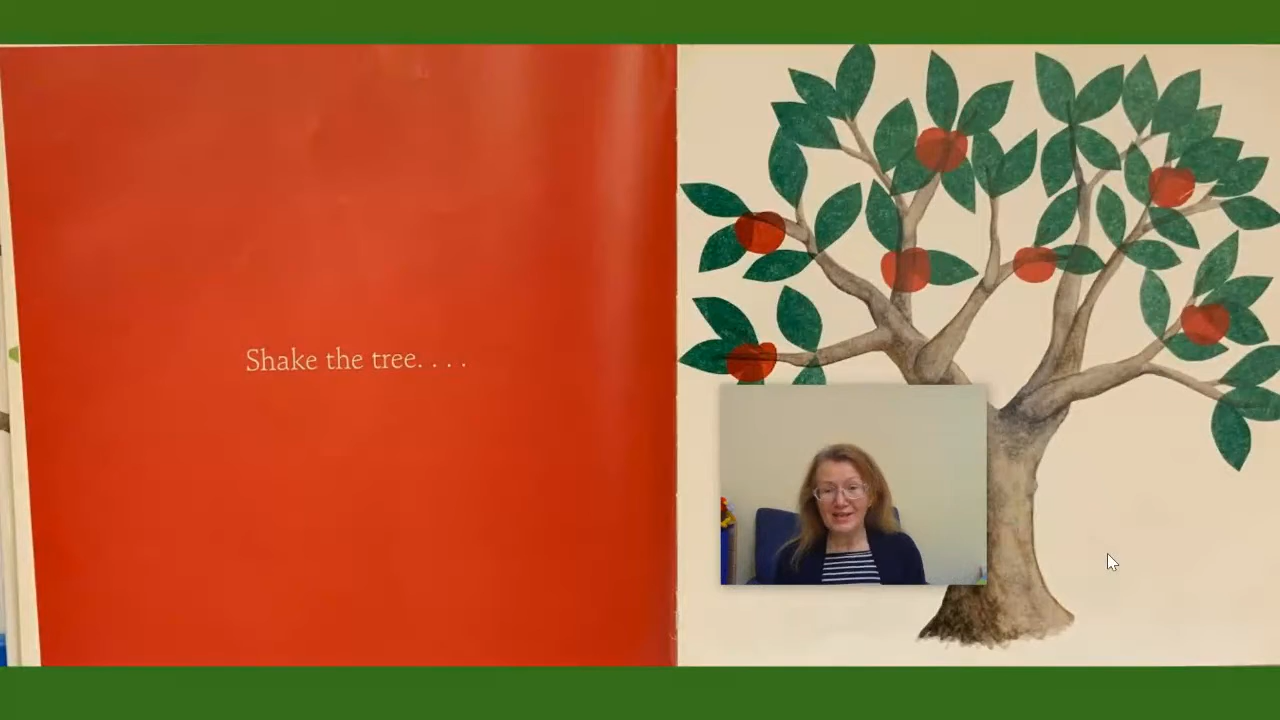 Shake the tree. . . .